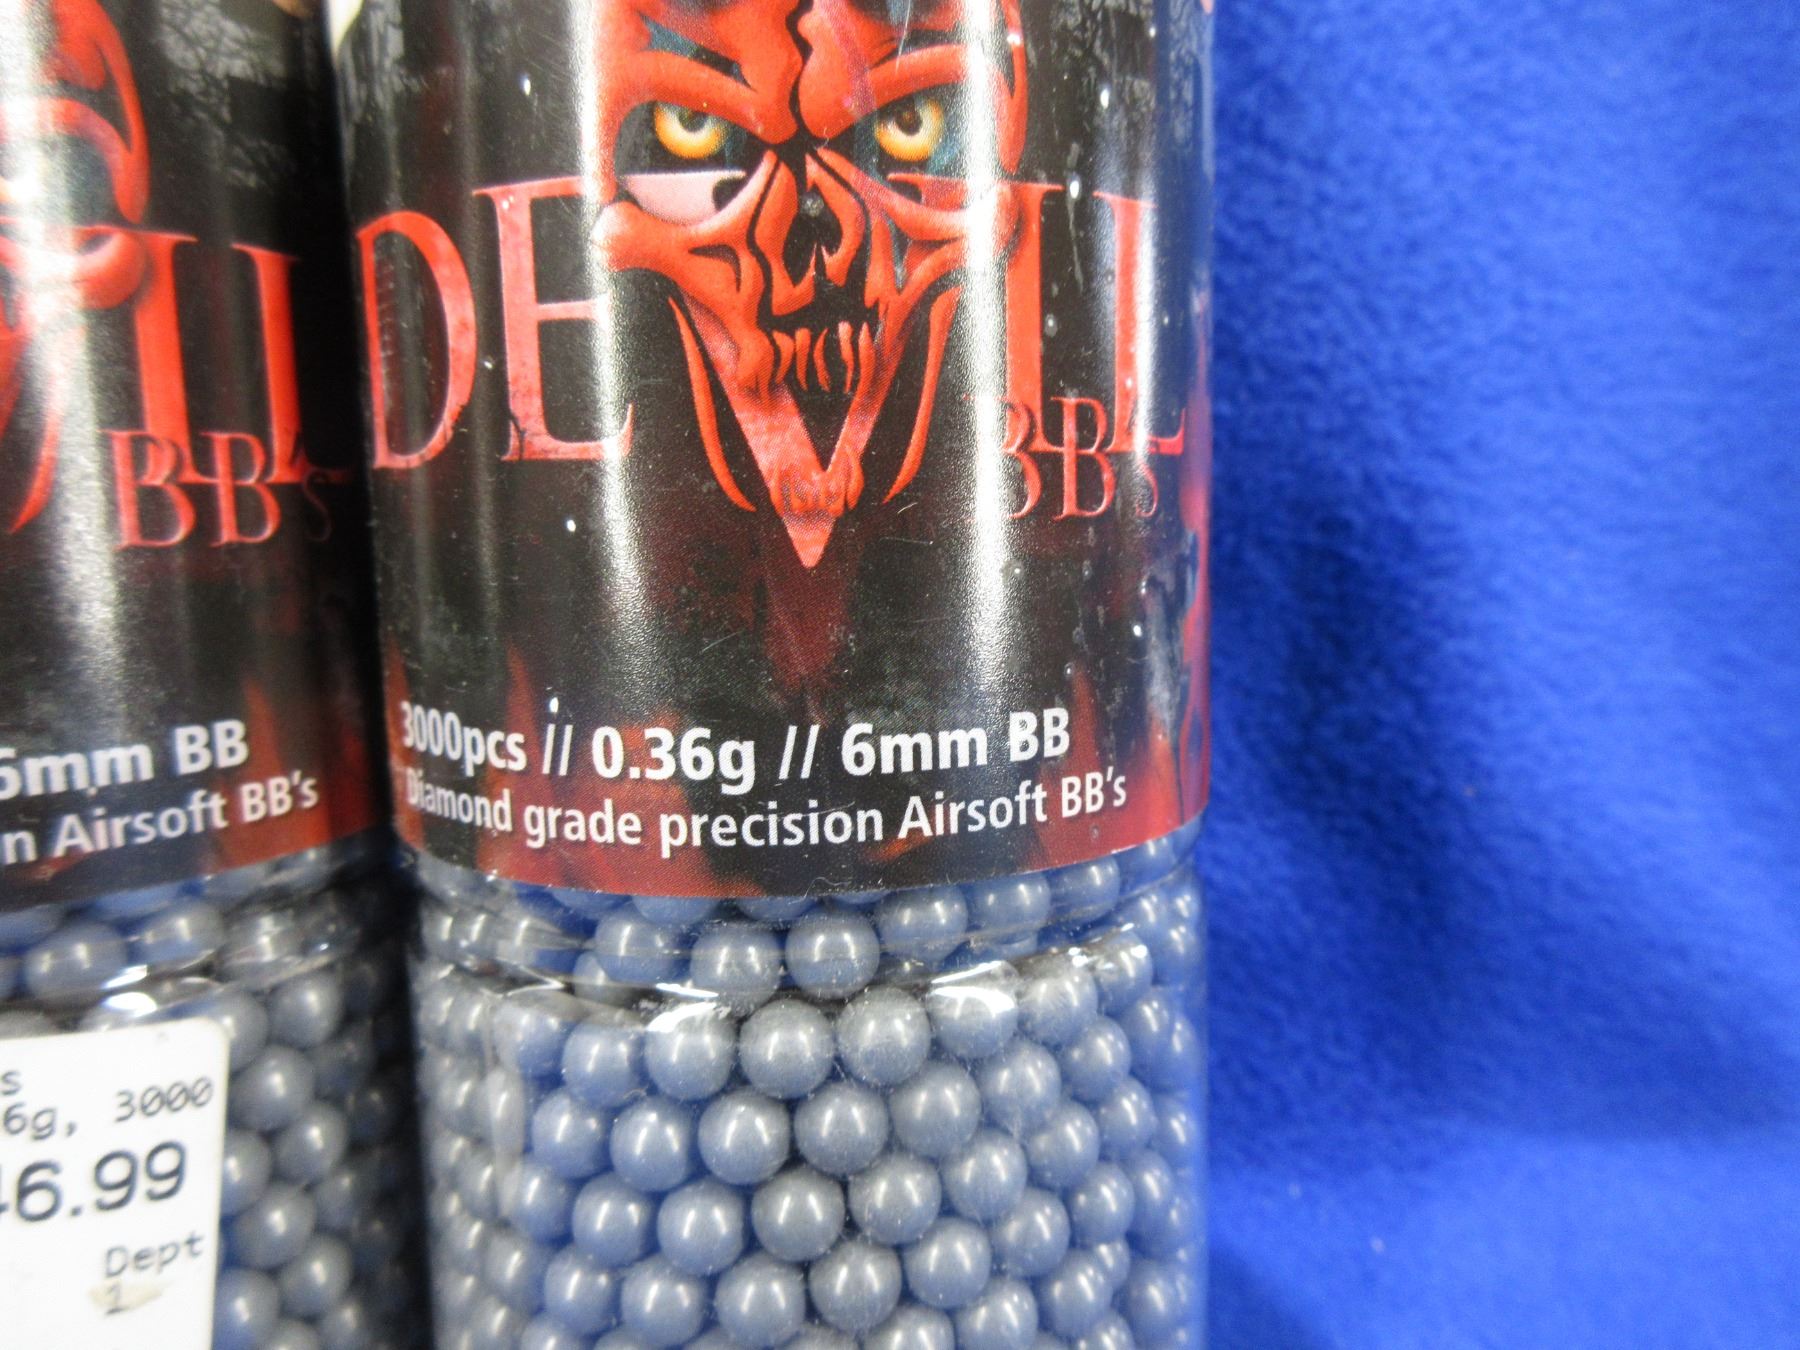 DEVIL
BB's
3000pcs // 0.36g // 6mm BB
Diamond grade precision Airsoft BB's
BB's
6mm BB
Airsoft BB's
6g, 3000
46.99
Dept
1